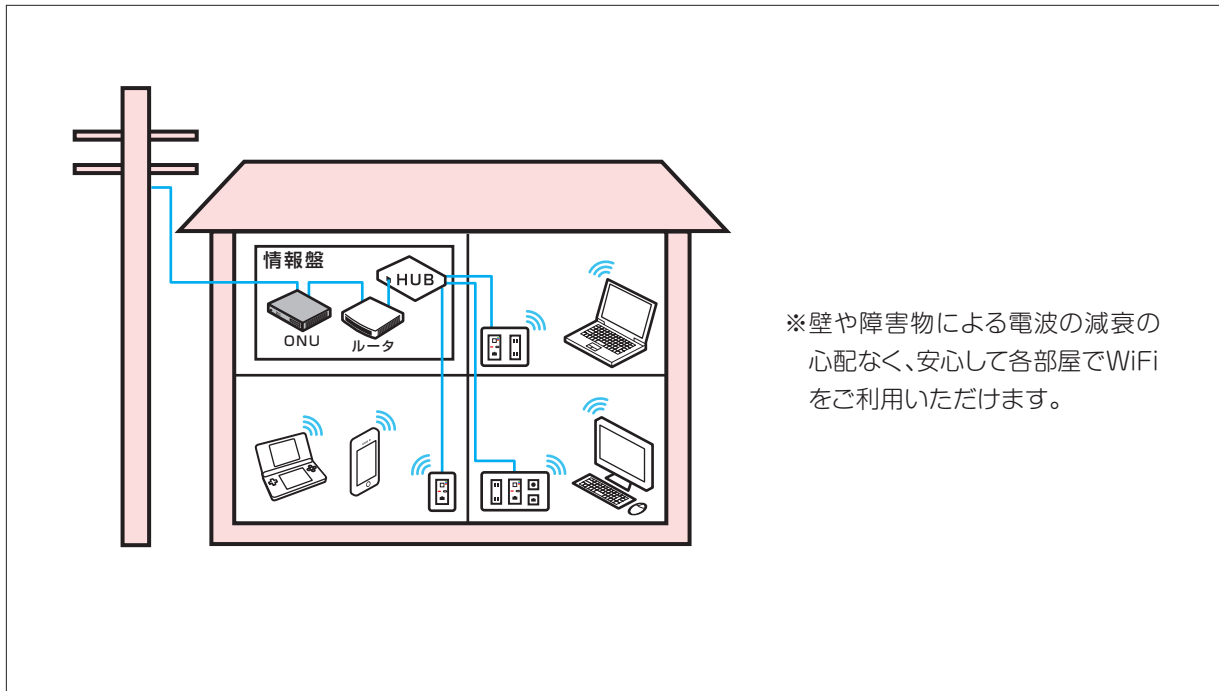 情報盤
HUB
ONU
ルータ
※壁や障害物による電波の減衰の
心配なく、安心して各部屋でWiFi
をご利用いただけます。